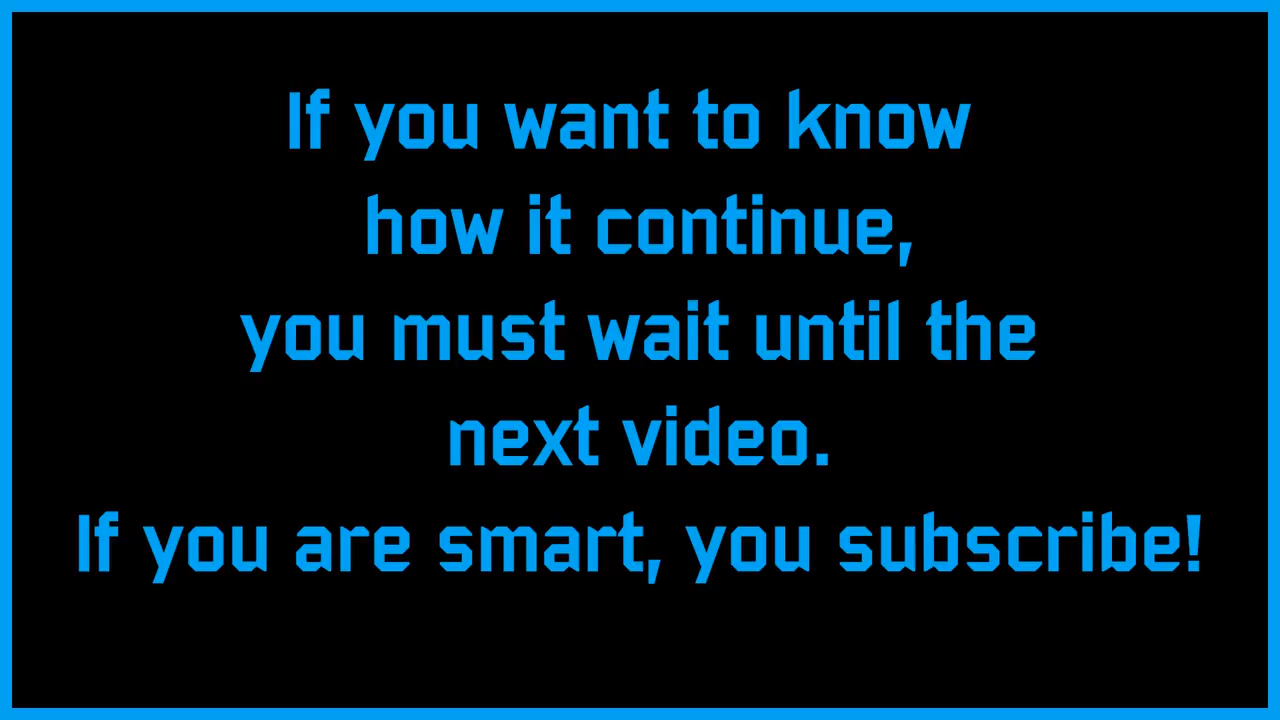 If you want to know
how it continue,
you must wait until the
next video.
If you are smart, you subscribe!